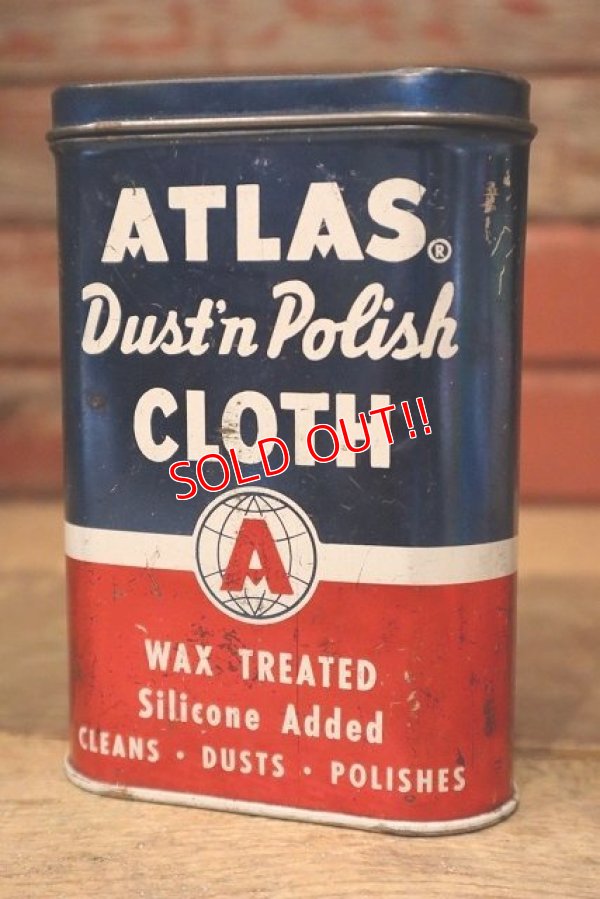 ATLAS®
Dust'n Polish
CLOTH
SOLD OUT!!
A
WAX TREATED
Silicone Added
CLEANS · DUSTS · POLISHES